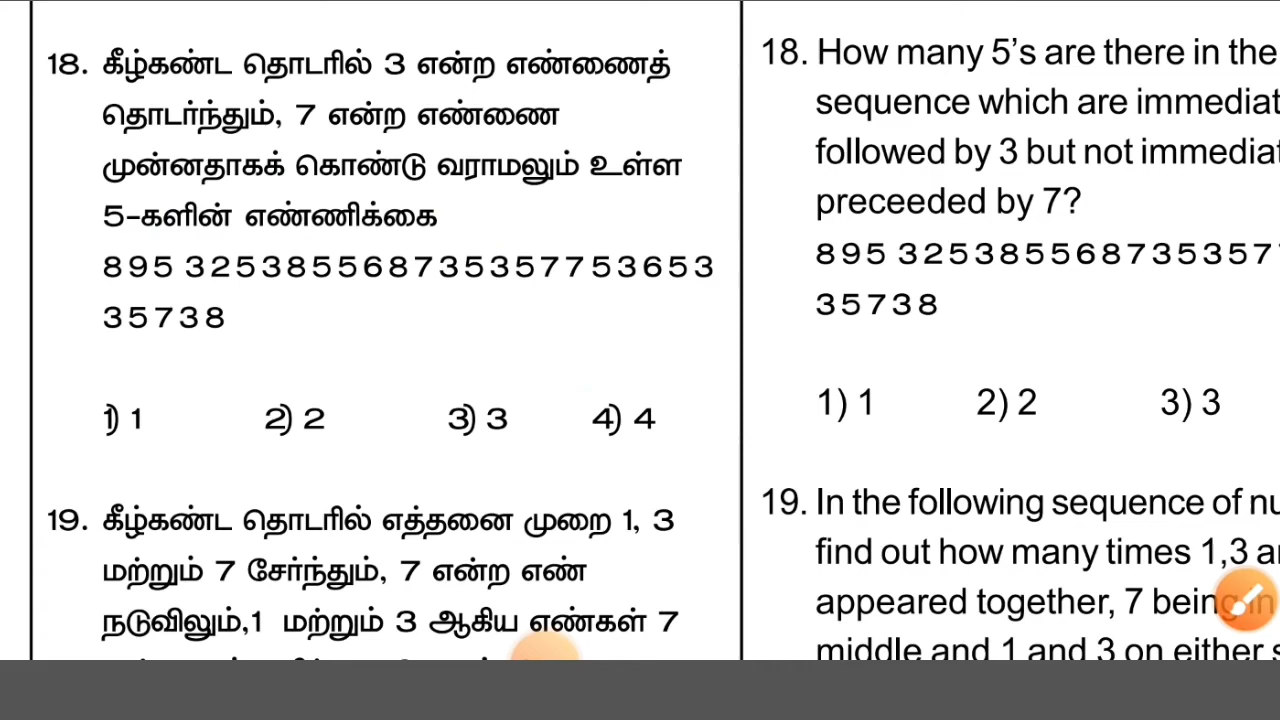 18. கீழ்கண்ட தொடரில் 3 என்ற எண்ணைத்
தொடர்ந்தும், 7 என்ற எண்ணை
முன்னதாகக் கொண்டு வராமலும் உள்ள
5-களின் எண்ணிக்கை
8 9 5 3 2 5 3 8 5 5 6 8 7 3 5 3 5 7 7 5 3 6 5 3
3 5 7 3 8
1) 1 2) 2 3) 3 4) 4
19. கீழ்கண்ட தொடரில் எத்தனை முறை 1, 3
மற்றும் 7 சேர்ந்தும், 7 என்ற எண்
நடுவிலும்,1 மற்றும் 3 ஆகிய எண்கள் 7
18. How many 5's are there in the
sequence which are
followed by 3 but not
preceeded by 7?
8 9 5 3 2 5 3 8 5 5 6 8 7 3 5 3 5 7
3 5 7 3 8
1) 1 2) 2 3) 3
19. In the following sequence of
find out how many times 1,3
appeared together, 7 being in
middle and 1 and 3 on either